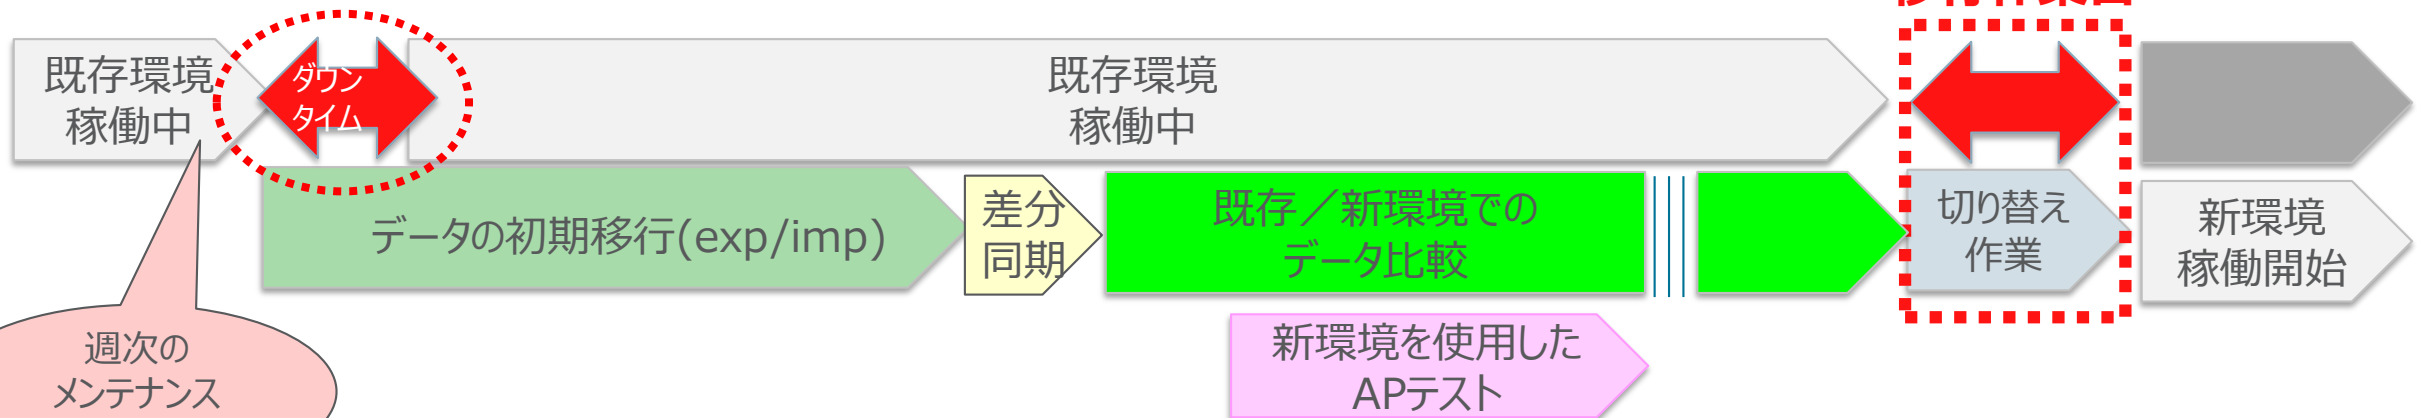 既存環境
稼働中
ダウン
タイム
既存環境
稼働中
データの初期移行(exp/imp)
差分
同期
既存／新環境での
データ比較
切り替え
作業
新環境
稼働開始
新環境を使用した
APテスト
週次の
メンテナンス